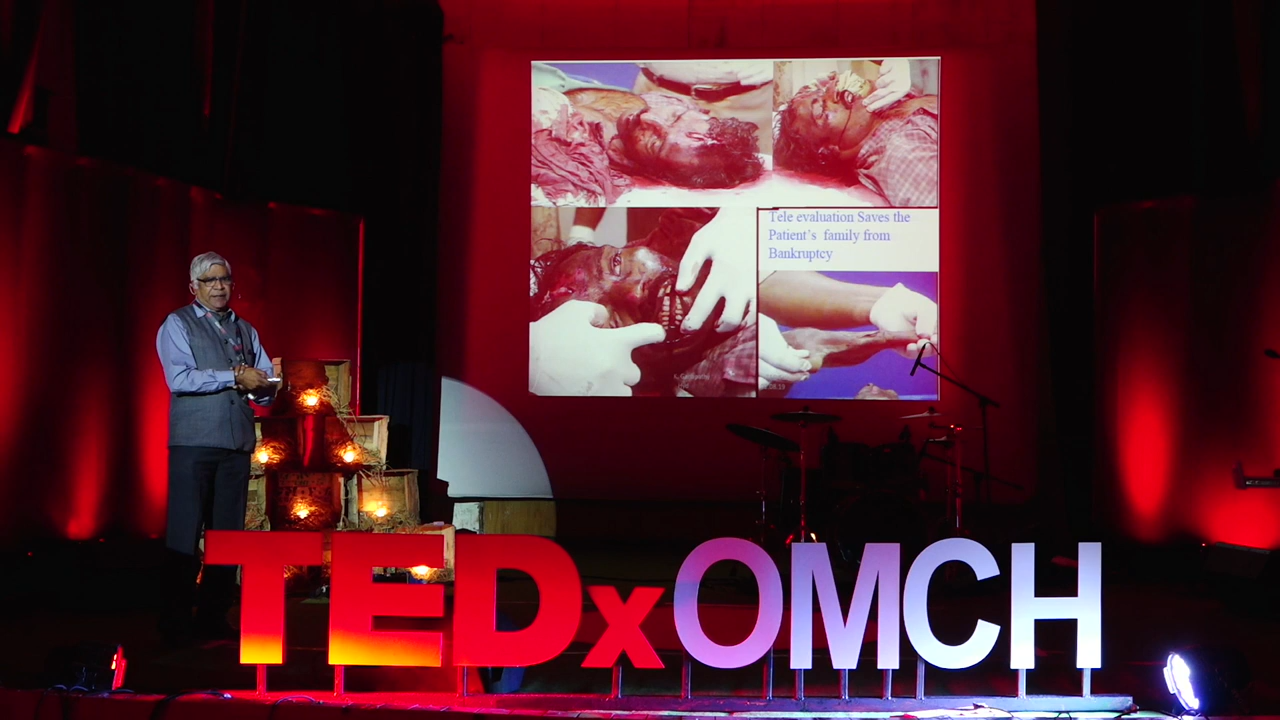 Tele evaluation Saves the
Patient's  family from
Bankruptcy
TEDxOMCH